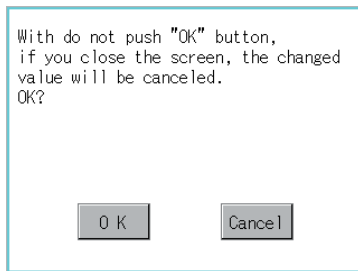 With do not push "OK" button,
if you close the screen, the changed
value will be canceled.
OK?
O K
Cancel